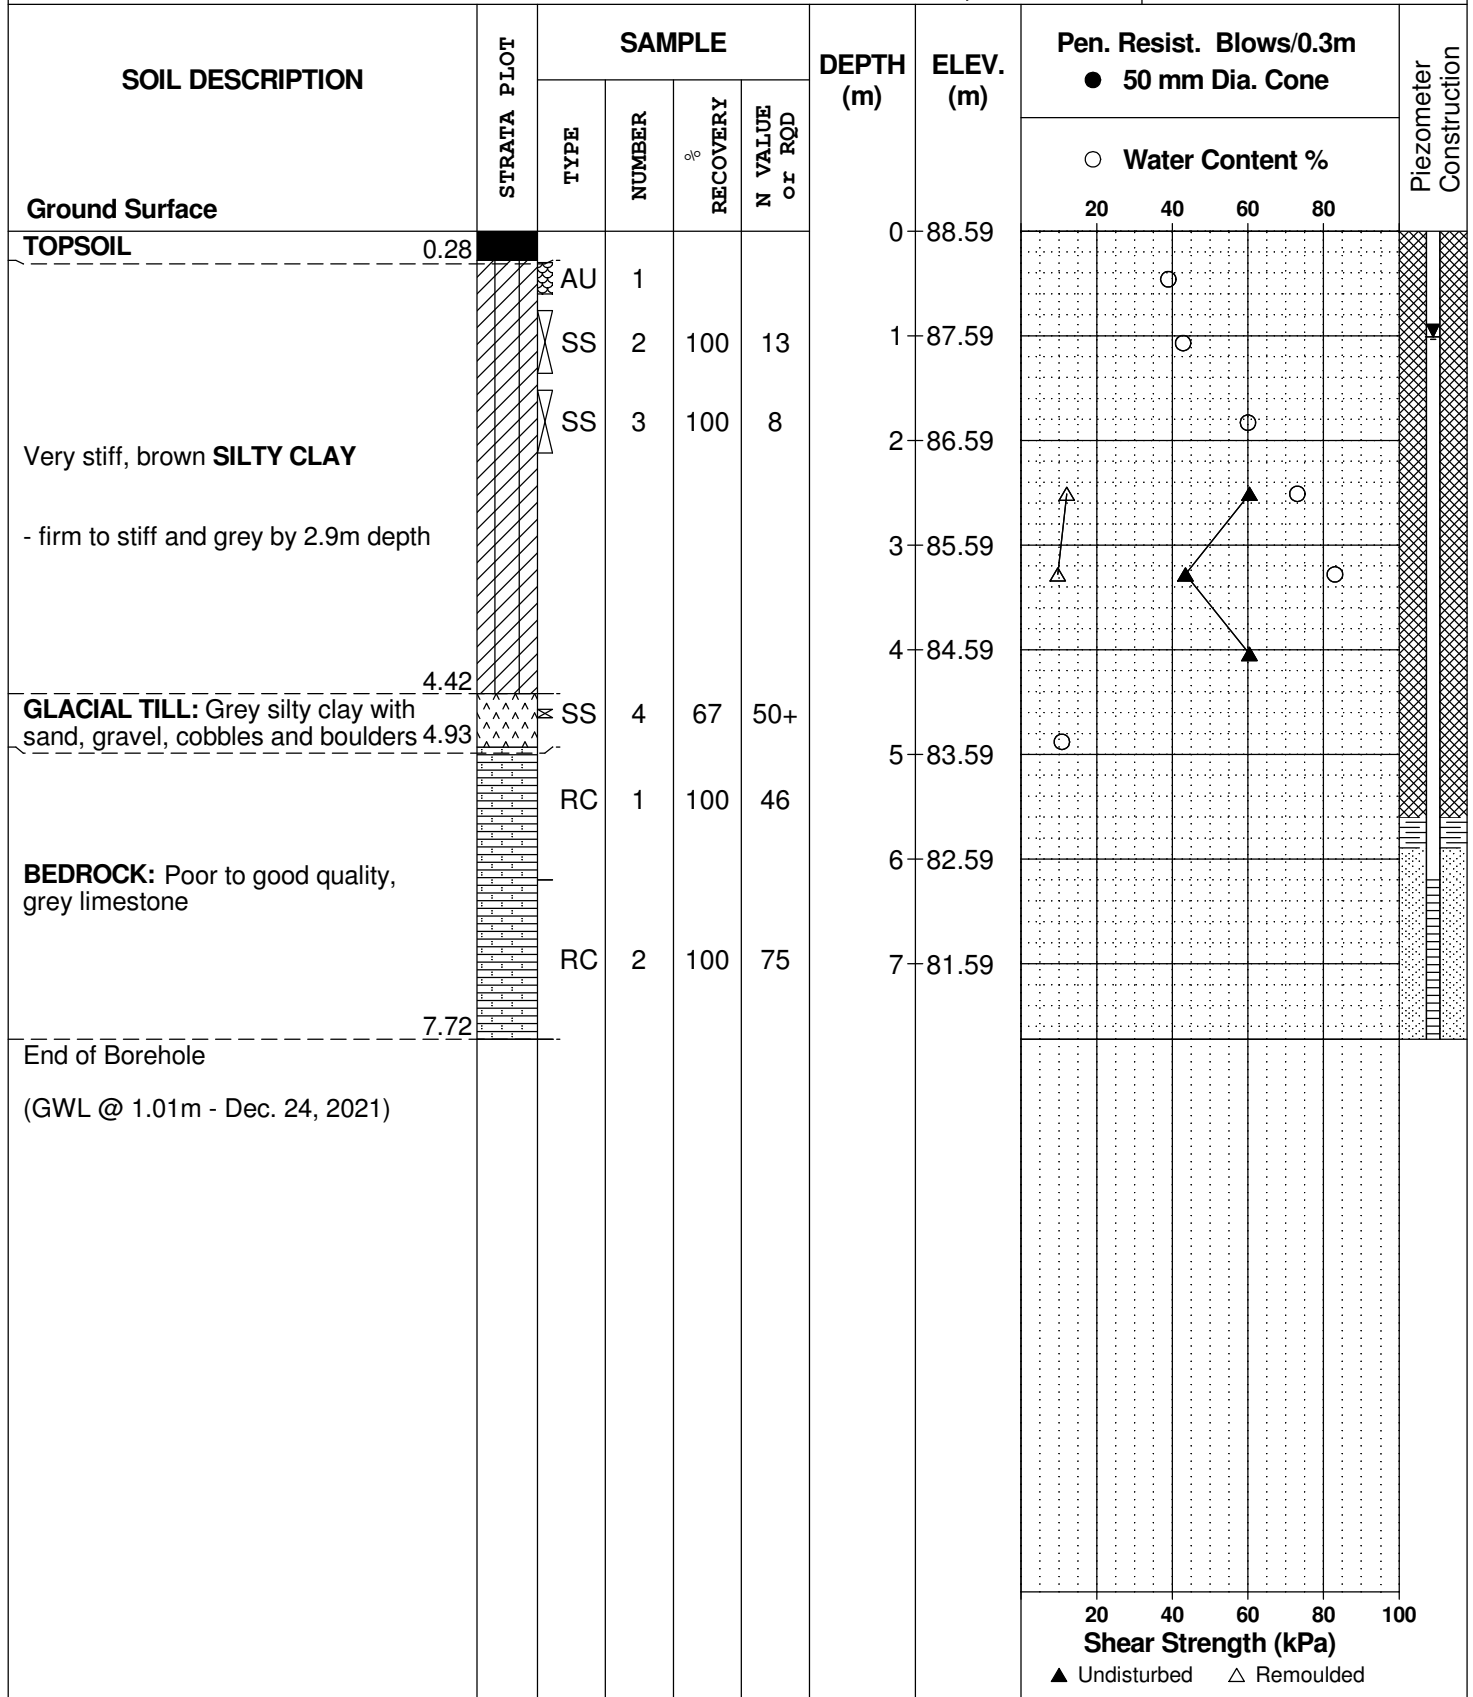 SOIL DESCRIPTION
Ground Surface
STRATA PLOT
SAMPLE
TYPE
NUMBER
% RECOVERY
N VALUE or RQD
DEPTH (m)
ELEV. (m)
Pen. Resist. Blows/0.3m
● 50 mm Dia. Cone
○ Water Content %
20 40 60 80
Piezometer Construction
0 88.59
TOPSOIL 0.28
AU 1
SS 2 100 13
1 87.59
SS 3 100 8
2 86.59
Very stiff, brown SILTY CLAY
- firm to stiff and grey by 2.9m depth
3 85.59
4 84.59
4.42
GLACIAL TILL: Grey silty clay with
sand, gravel, cobbles and boulders 4.93
SS 4 67 50+
5 83.59
RC 1 100 46
6 82.59
BEDROCK: Poor to good quality,
grey limestone
RC 2 100 75
7 81.59
7.72
End of Borehole
(GWL @ 1.01m - Dec. 24, 2021)
20 40 60 80 100
Shear Strength (kPa)
▲ Undisturbed △ Remoulded